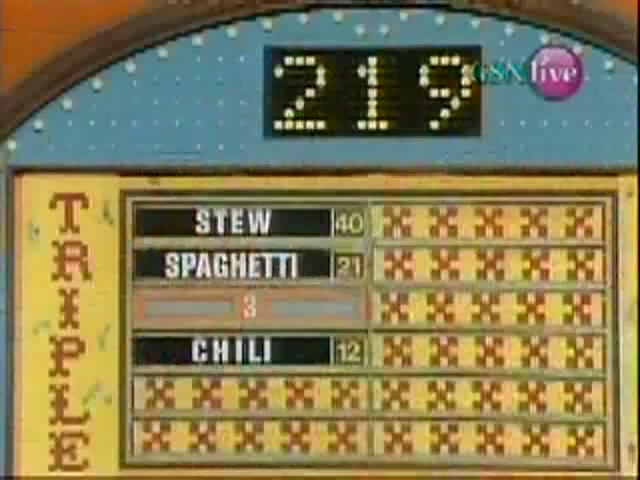 219
GSN live
TRIPLE
STEW 40
SPAGHETTI 21
3
CHILI 12